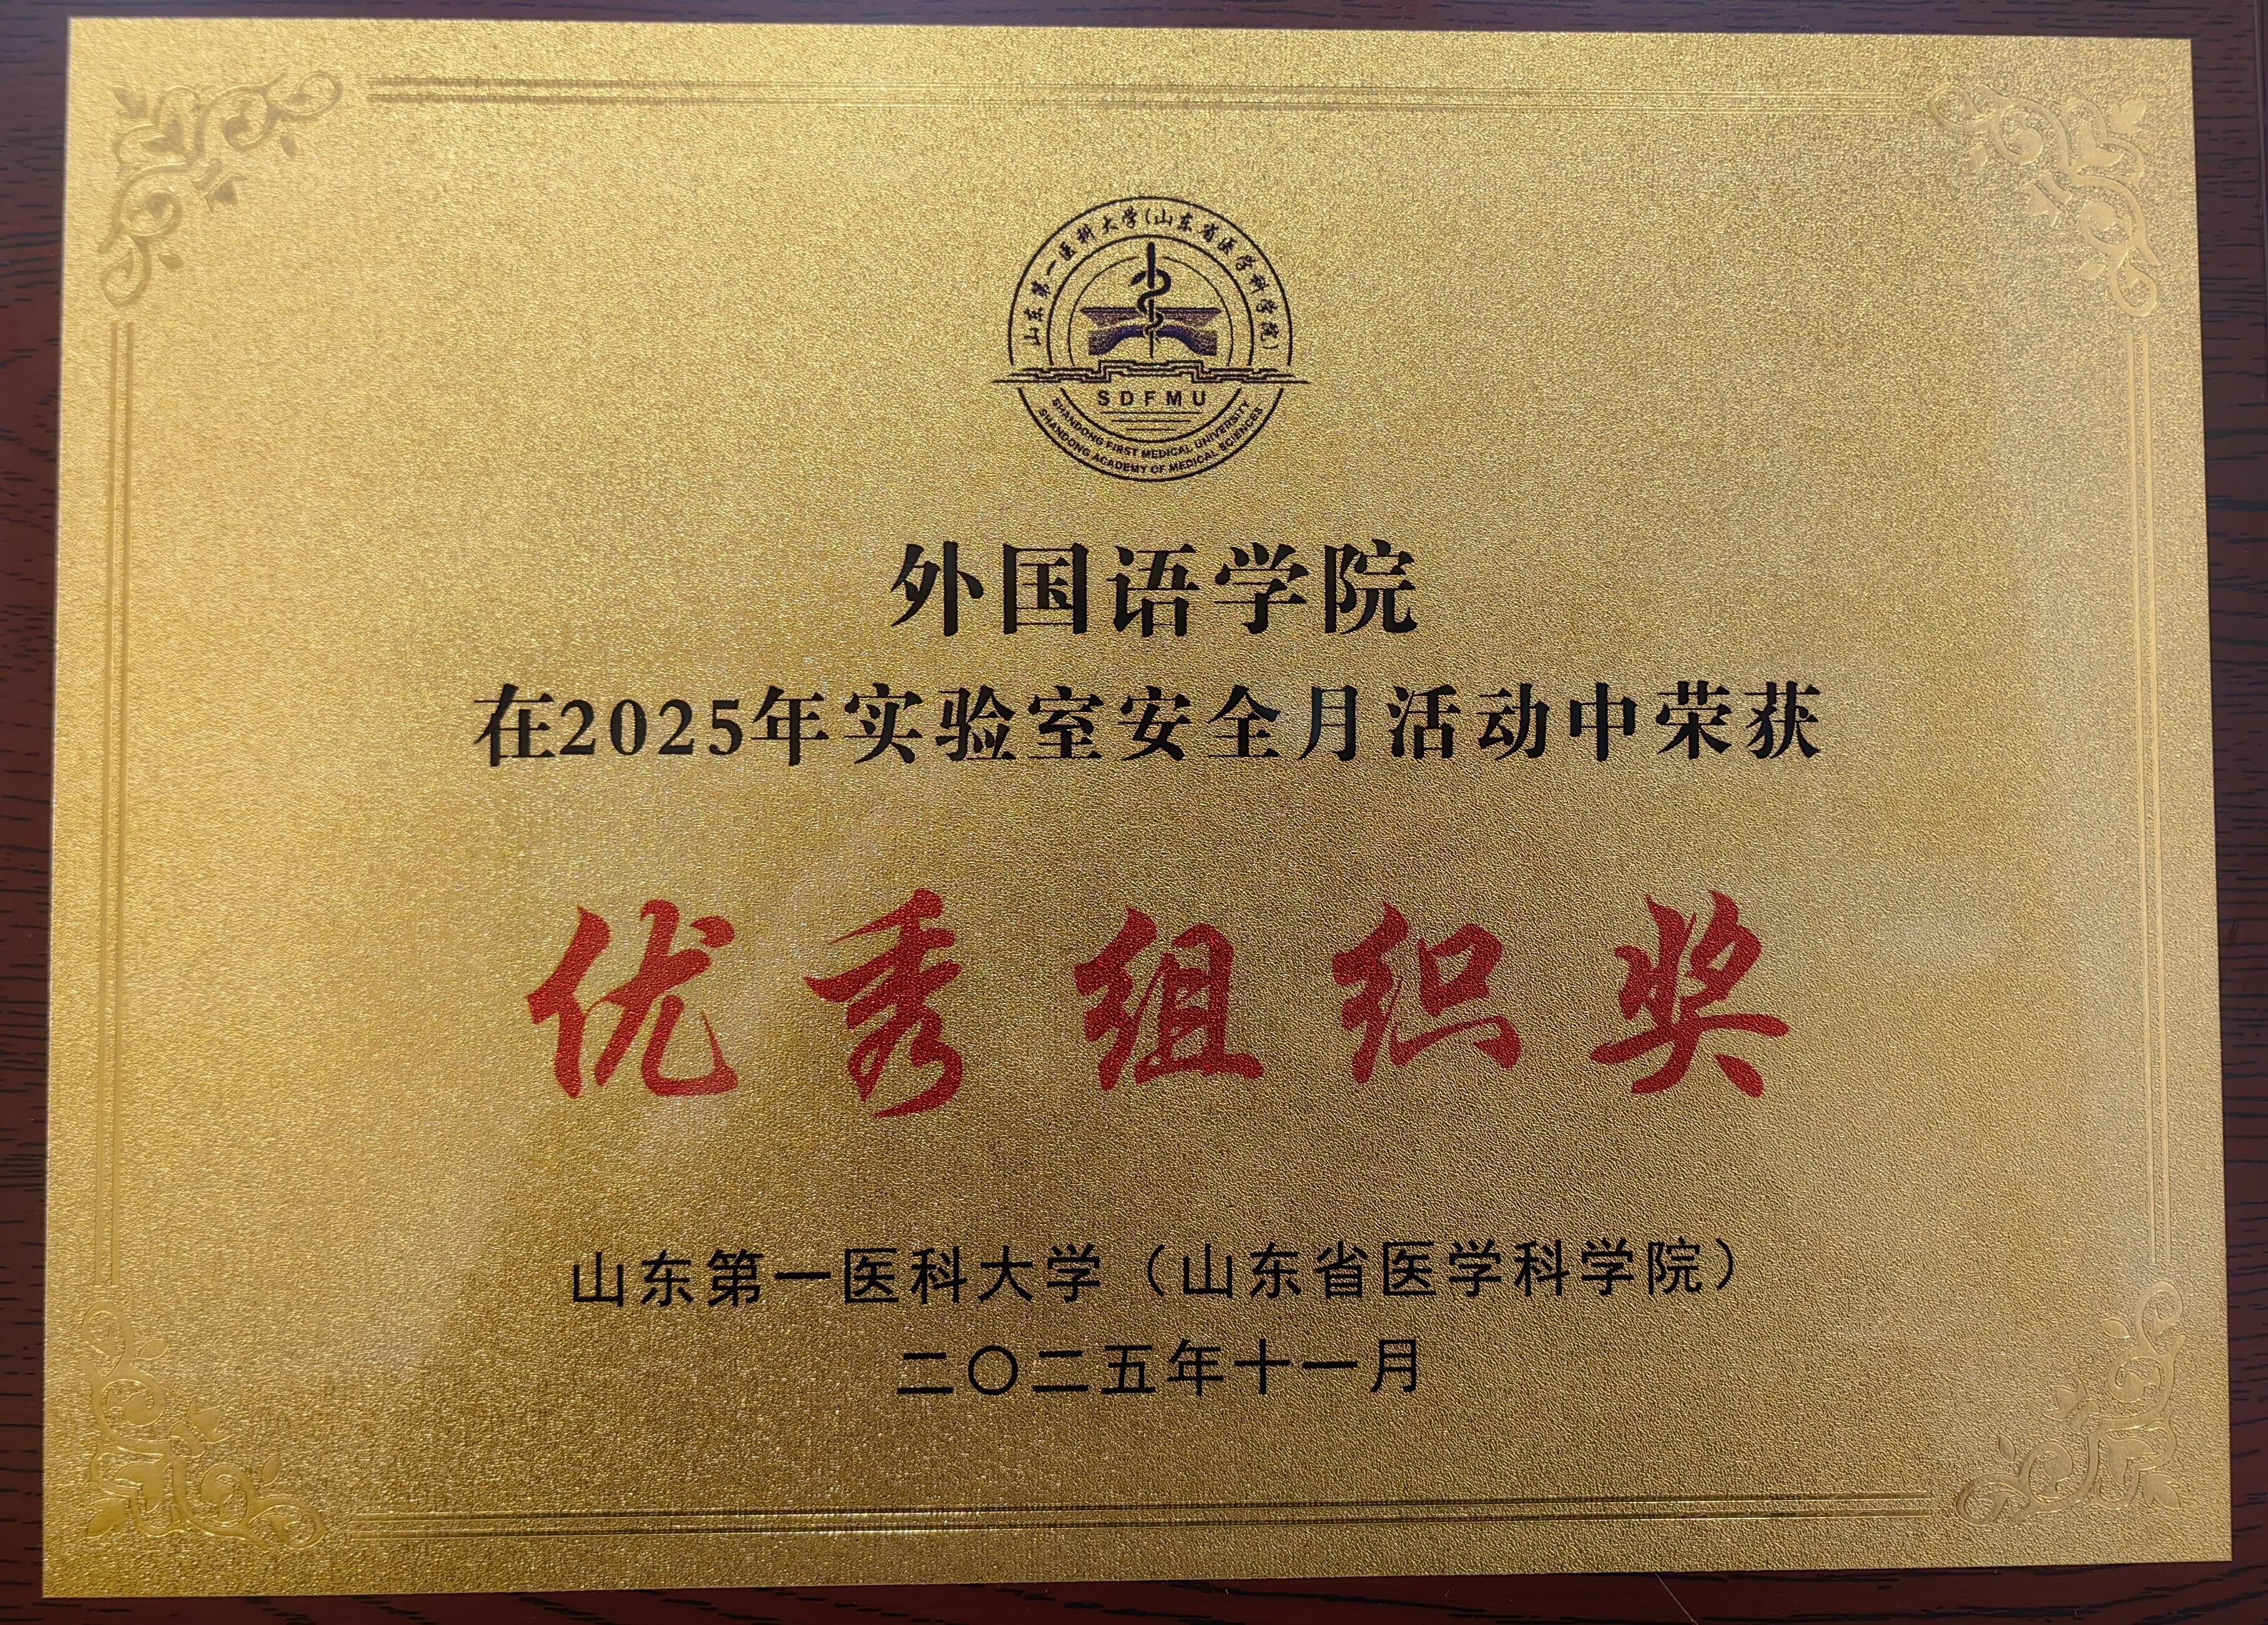 山东第一医科大学(山东省医学科学院)
SDFMU
SHANDONG FIRST MEDICAL UNIVERSITY
SHANDONG ACADEMY OF MEDICAL SCIENCES
外国语学院
在2025年实验室安全月活动中荣获
优秀组织奖
山东第一医科大学（山东省医学科学院）
二〇二五年十一月